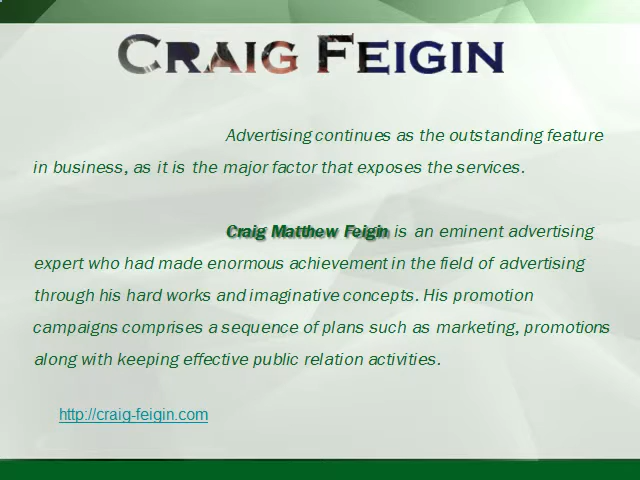 CRAIG FEIGIN
Advertising continues as the outstanding feature
in business, as it is the major factor that exposes the services.
Craig Matthew Feigin is an eminent advertising
expert who had made enormous achievement in the field of advertising
through his hard works and imaginative concepts. His promotion
campaigns comprises a sequence of plans such as marketing, promotions
along with keeping effective public relation activities.
http://craig-feigin.com